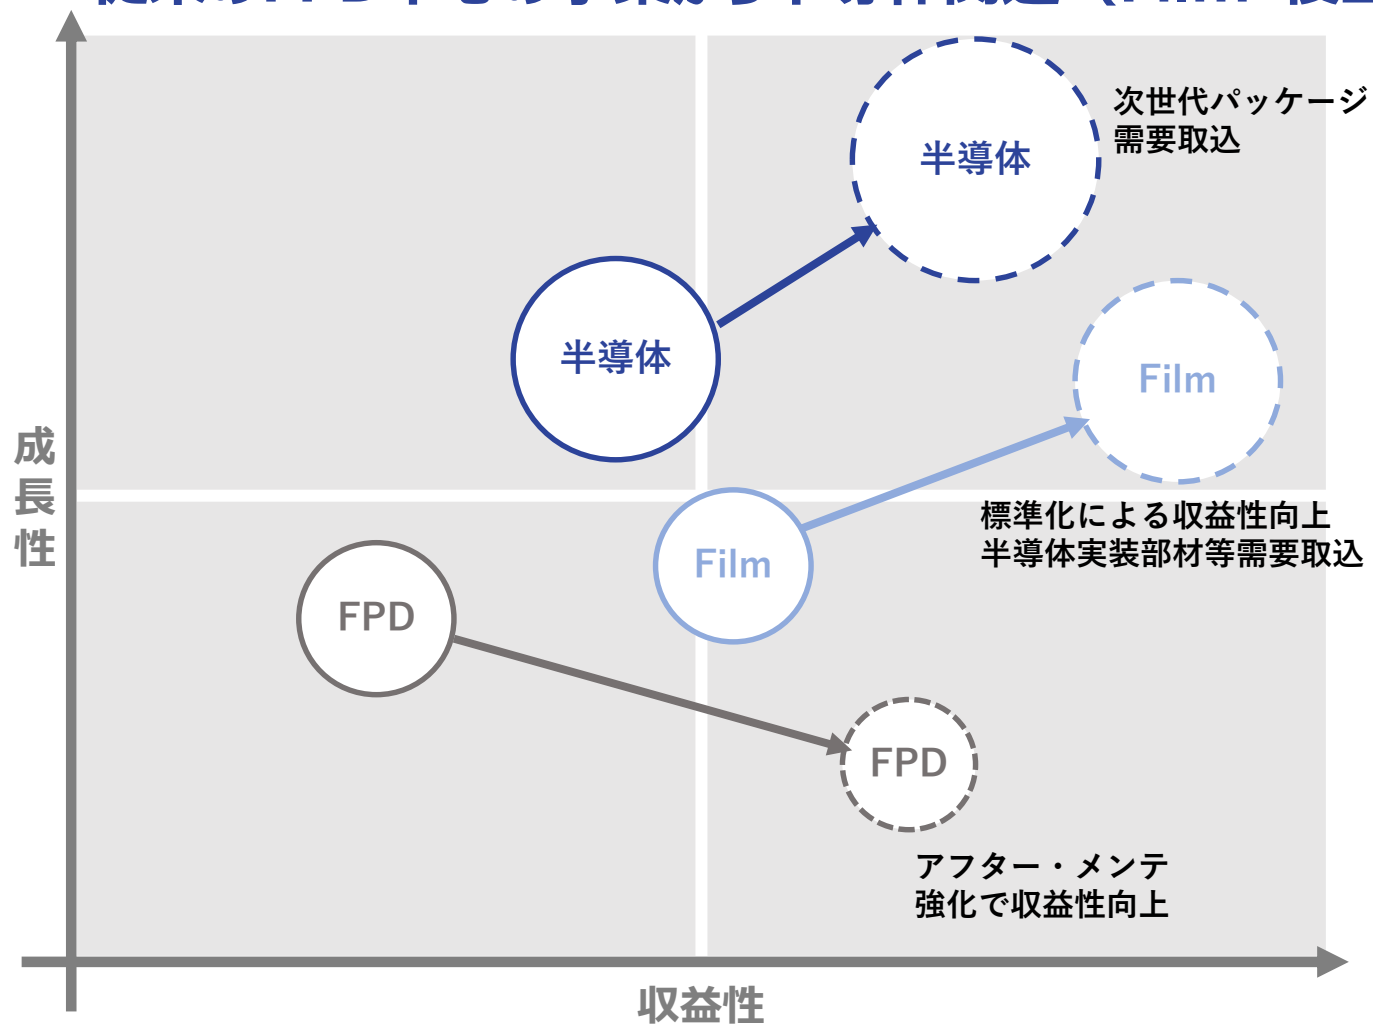 次世代パッケージ
需要取込
半導体
半導体
Film
成長性
標準化による収益性向上
半導体実装部材等需要取込
Film
FPD
FPD
アフター・メンテ
強化で収益性向上
収益性